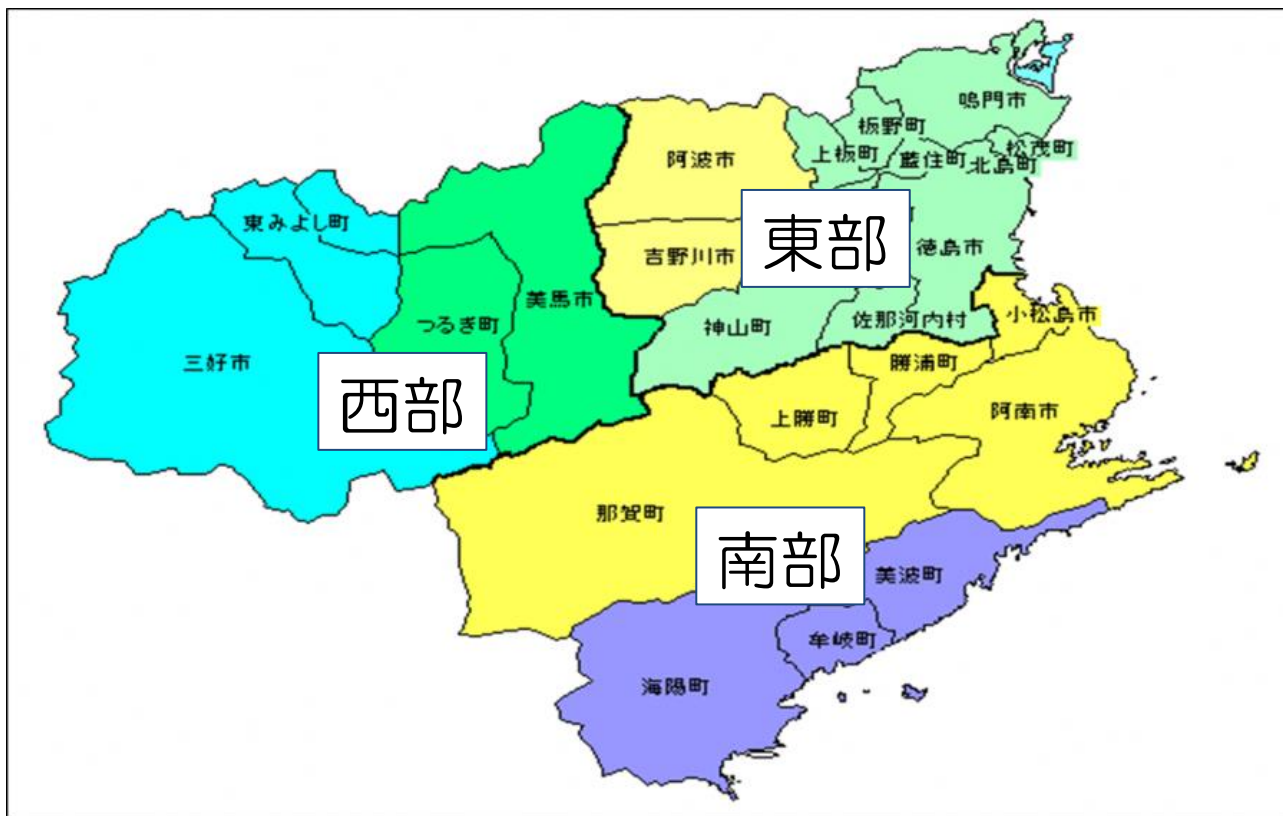 鳴門市
板野町
松茂町
上板町
藍住町
北島町
阿波市
東みよし町
東部
徳島市
吉野川市
美馬市
小松島市
つるぎ町
神山町
佐那河内村
三好市
勝浦町
西部
上勝町
阿南市
那賀町
南部
美波町
牟岐町
海陽町